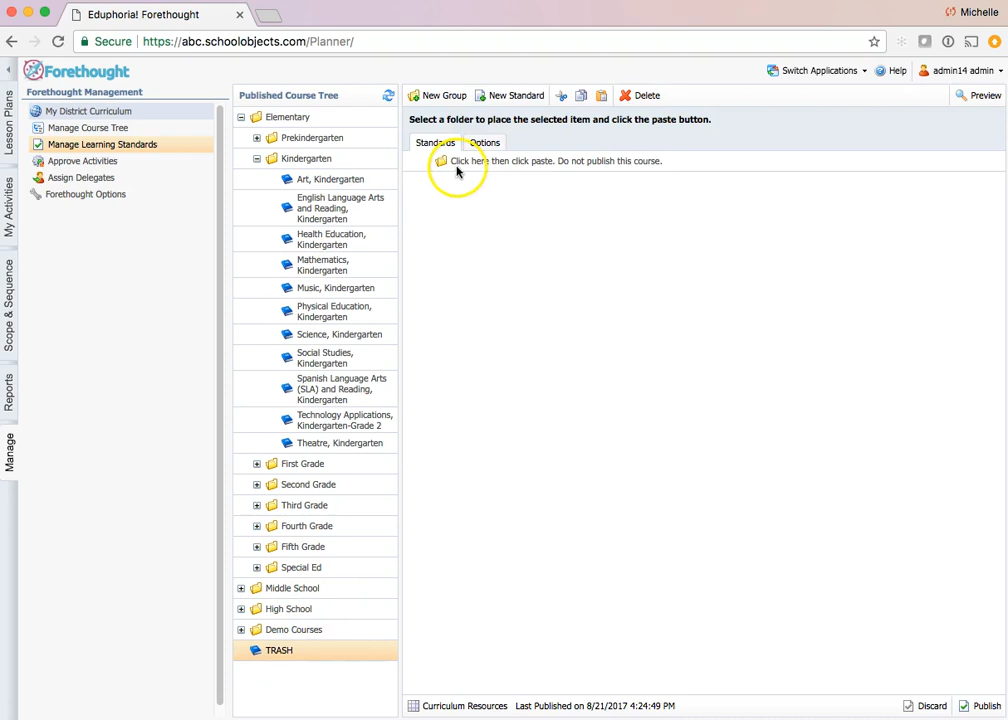 Eduphoria! Forethought
Michelle
Secure
https://abc.schoolobjects.com/Planner/
Forethought
Switch Applications
Help
admin14 admin
Lesson Plans
My Activities
Scope & Sequence
Reports
Manage
Forethought Management
My District Curriculum
Manage Course Tree
Manage Learning Standards
Approve Activities
Assign Delegates
Forethought Options
Published Course Tree
Elementary
Prekindergarten
Kindergarten
Art, Kindergarten
English Language Arts
and Reading,
Kindergarten
Health Education,
Kindergarten
Mathematics,
Kindergarten
Music, Kindergarten
Physical Education,
Kindergarten
Science, Kindergarten
Social Studies,
Kindergarten
Spanish Language Arts
(SLA) and Reading,
Kindergarten
Technology Applications,
Kindergarten-Grade 2
Theatre, Kindergarten
First Grade
Second Grade
Third Grade
Fourth Grade
Fifth Grade
Special Ed
Middle School
High School
Demo Courses
TRASH
New Group
New Standard
Delete
Preview
Select a folder to place the selected item and click the paste button.
Standards
Options
Click here then click paste. Do not publish this course.
Curriculum Resources
Last Published on 8/21/2017 4:24:49 PM
Discard
Publish